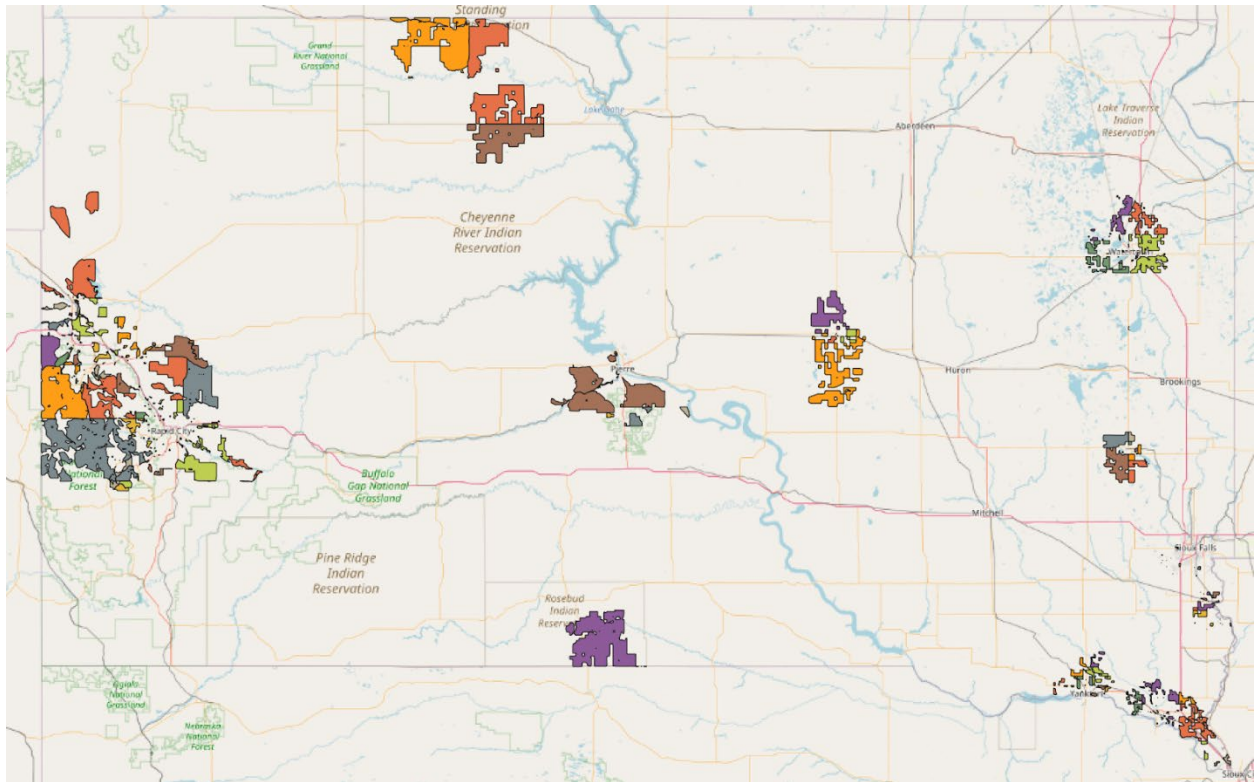 Standing
Grand
River National
Grassland
Lake Traverse
Indian
Reservation
Aberdeen
Cheyenne
River Indian
Reservation
Pierre
Huron
Brookings
Rapid City
National
Forest
Buffalo
Gap National
Grassland
Mitchell
Sioux Falls
Pine Ridge
Indian
Reservation
Rosebud
Indian
Oglala
National
Grassland
Nebraska
National
Forest